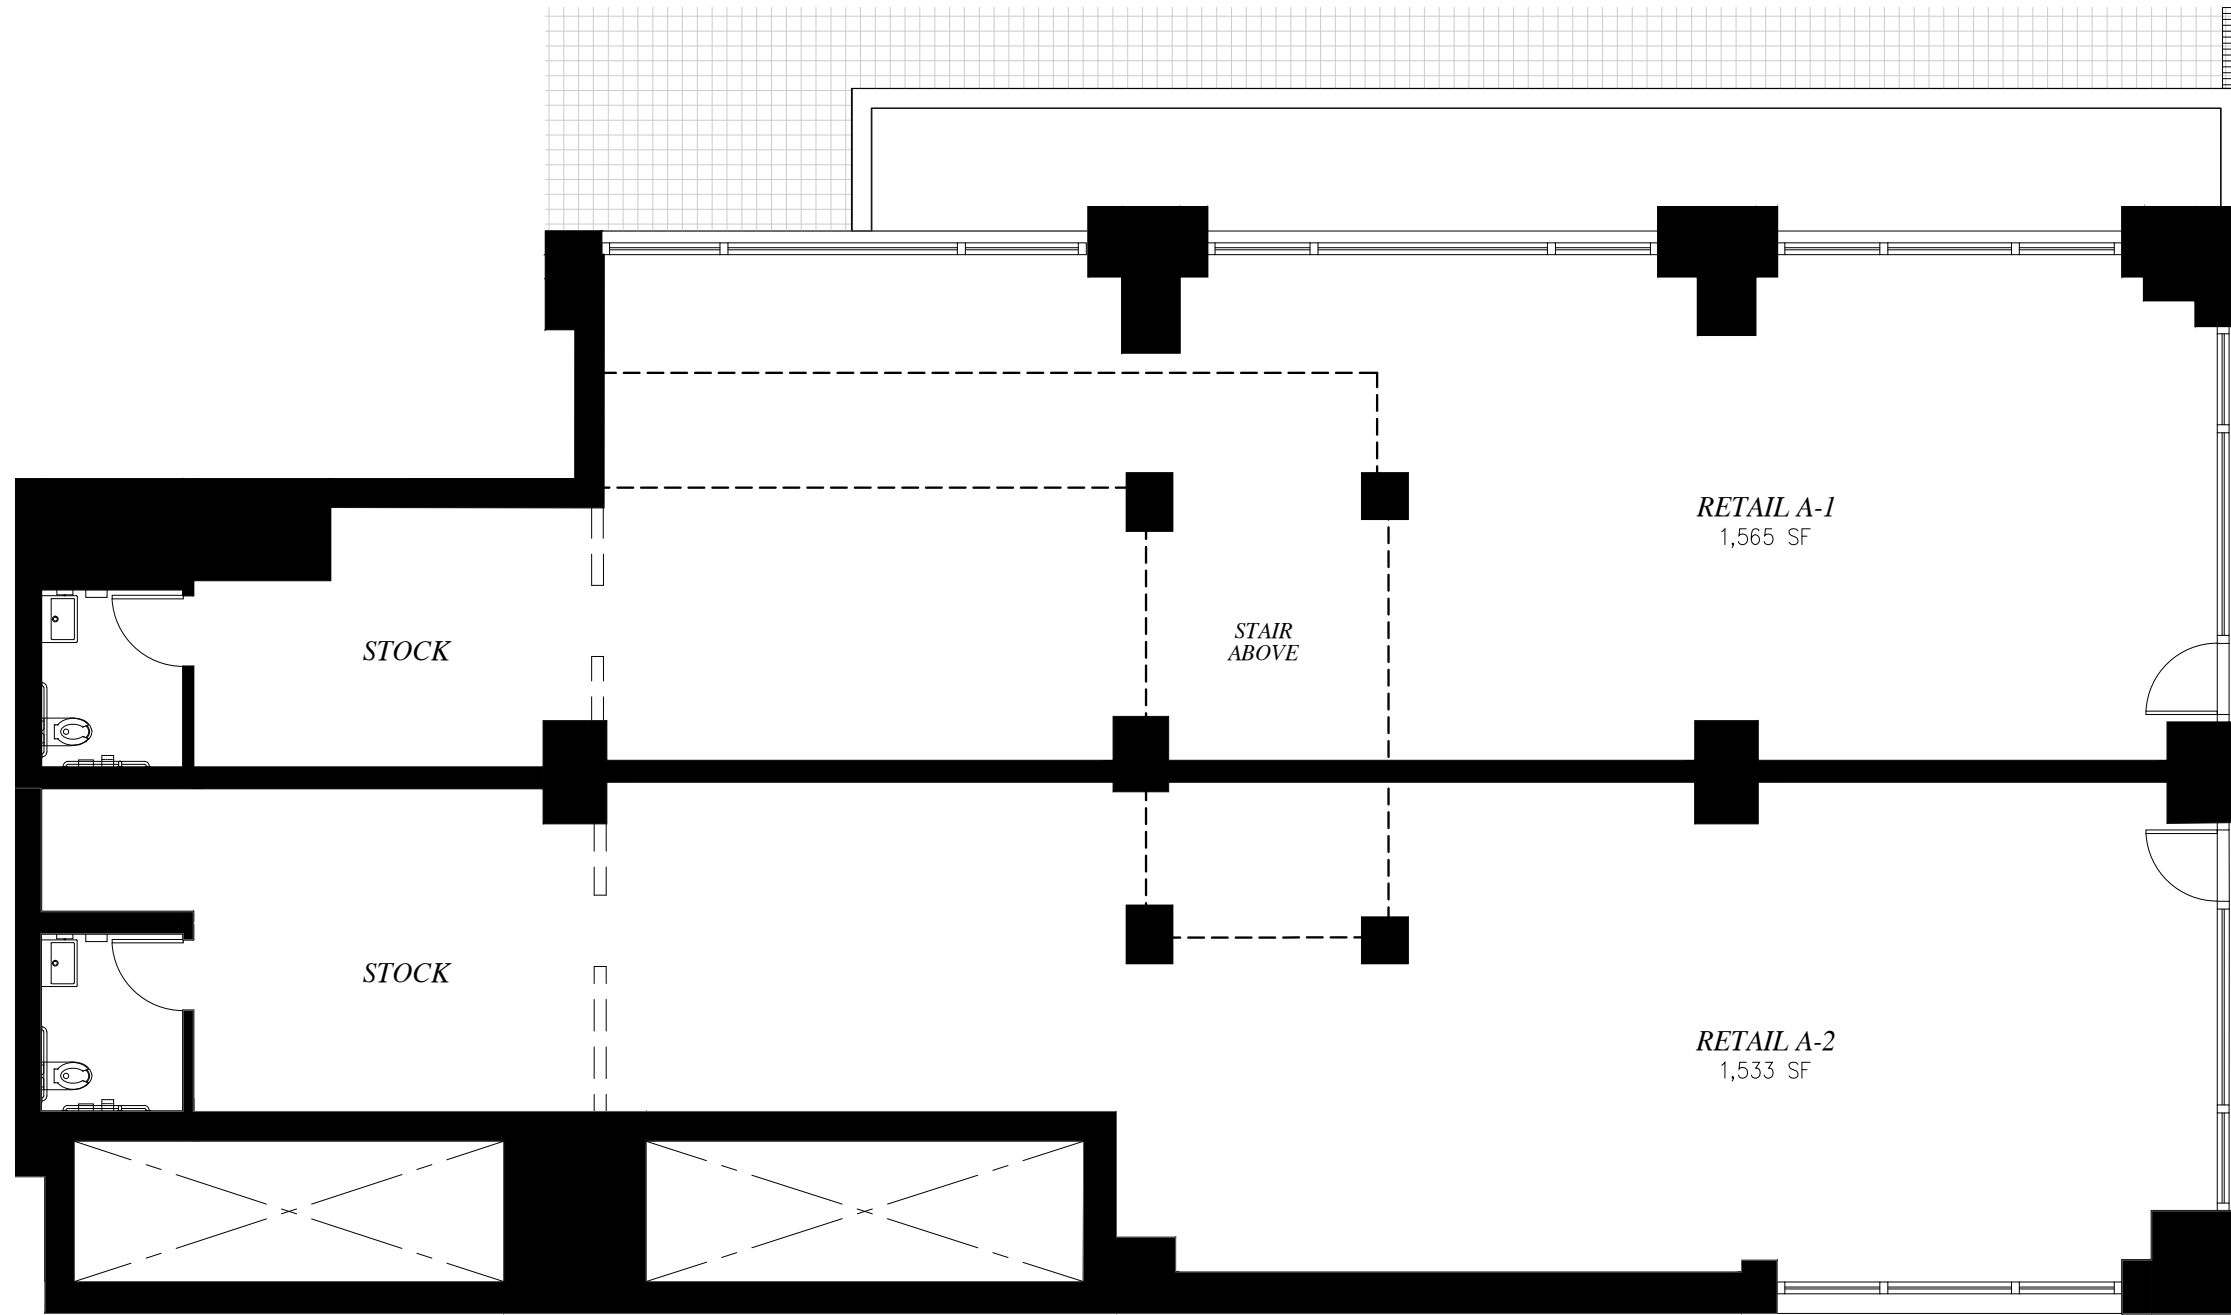 RETAIL A-1
1,565 SF
STAIR
ABOVE
STOCK
STOCK
RETAIL A-2
1,533 SF